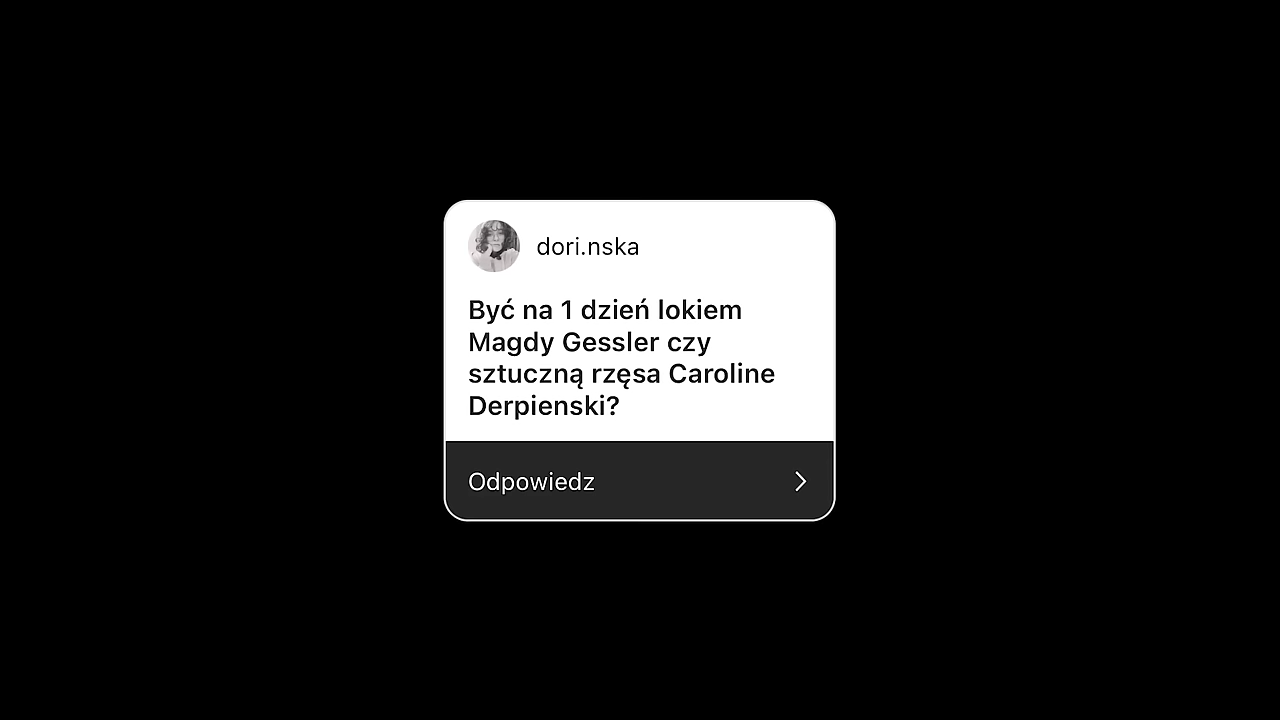 dori.nska
Być na 1 dzień lokiem
Magdy Gessler czy
sztuczną rzęsa Caroline
Derpienski?
Odpowiedz